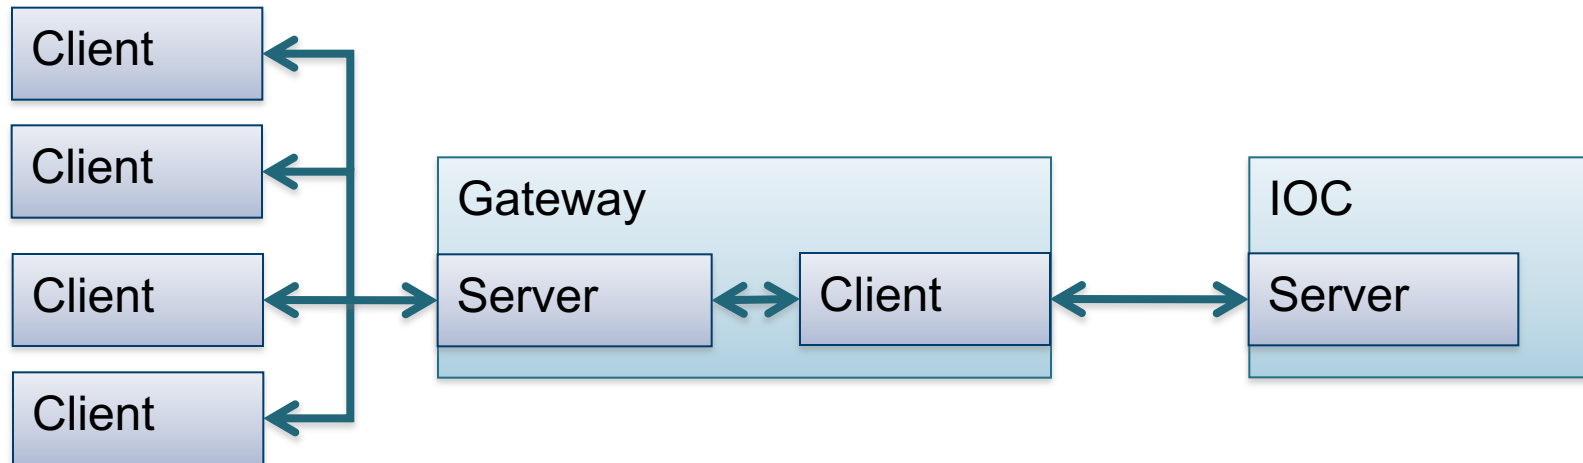 Client
Client
Client
Client
Gateway
Server
Client
IOC
Server